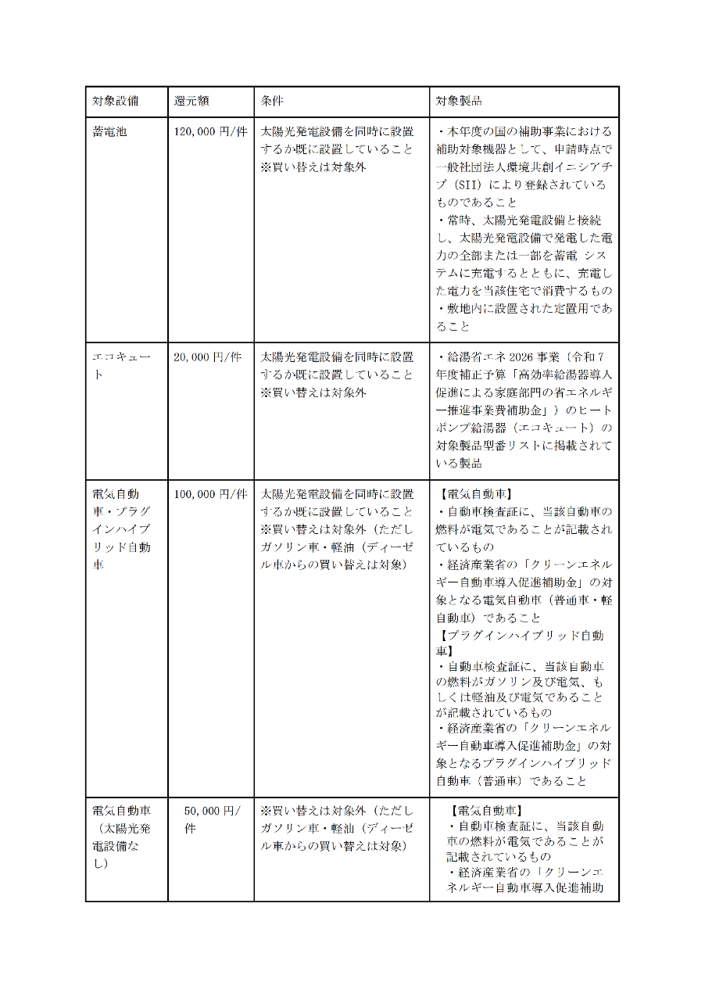 対象設備
還元額
条件
対象製品
蓄電池
120,000 円/件
太陽光発電設備を同時に設置
するか既に設置していること
※買い替えは対象外
・本年度の国の補助事業における
補助対象機器として、申請時点で
一般社団法人環境共創イニシアチ
ブ（SII）により登録されている
ものであること
・常時、太陽光発電設備と接続
し、太陽光発電設備で発電した電
力の全部または一部を蓄電 シス
テムに充電するとともに、充電し
た電力を当該住宅で消費するもの
・敷地内に設置された定置用であ
ること
エコキュー
ト
20,000 円/件
太陽光発電設備を同時に設置
するか既に設置していること
※買い替えは対象外
・給湯省エネ 2026 事業（令和７
年度補正予算「高効率給湯器導入
促進による家庭部門の省エネルギ
ー推進事業費補助金」）のヒート
ポンプ給湯器（エコキュート）の
対象製品型番リストに掲載されて
いる製品
電気自動
車・プラグ
インハイブ
リッド自動
車
100,000 円/件
太陽光発電設備を同時に設置
するか既に設置していること
※買い替えは対象外（ただし
ガソリン車・軽油（ディーゼ
ル車からの買い替えは対象）
【電気自動車】
・自動車検査証に、当該自動車の
燃料が電気であることが記載され
ているもの
・経済産業省の「クリーンエネル
ギー自動車導入促進補助金」の対
象となる電気自動車（普通車・軽
自動車）であること
【プラグインハイブリッド自動
車】
・自動車検査証に、当該自動車
の燃料がガソリン及び電気、も
しくは軽油及び電気であること
が記載されているもの
・経済産業省の「クリーンエネル
ギー自動車導入促進補助金」の対
象となるプラグインハイブリッド
自動車（普通車）であること
電気自動車
（太陽光発
電設備な
し）
50,000 円/
件
※買い替えは対象外（ただし
ガソリン車・軽油（ディーゼ
ル車からの買い替えは対象）
【電気自動車】
・自動車検査証に、当該自動
車の燃料が電気であることが
記載されているもの
・経済産業省の「クリーンエ
ネルギー自動車導入促進補助